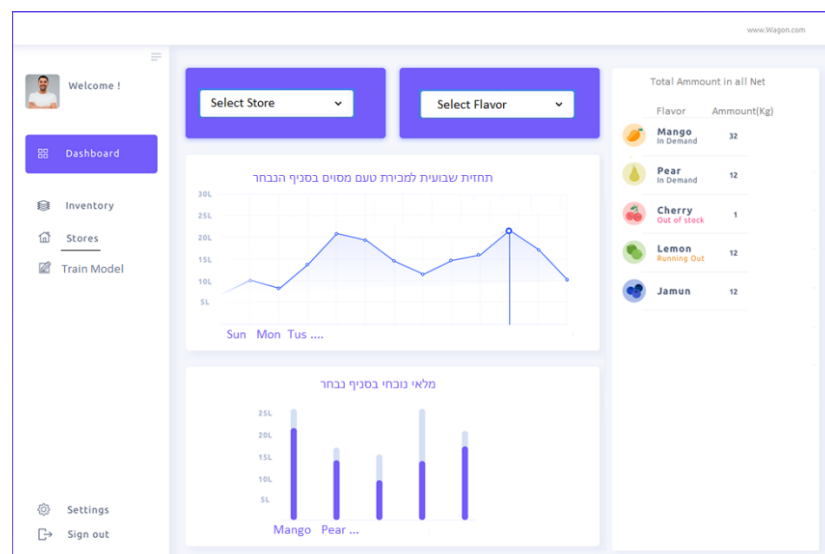 www.Wagon.com
Welcome !
Dashboard
Inventory
Stores
Train Model
Settings
Sign out
Select Store
Select Flavor
תחזית שבועית למכירת טעם מסוים בסניף הנבחר
30L
25L
20L
15L
10L
5L
Sun Mon Tus ....
מלאי נוכחי בסניף נבחר
25L
20L
15L
10L
5L
Mango Pear ...
Total Ammount in all Net
Flavor Ammount(Kg)
Mango 32
In Demand
Pear 12
In Demand
Cherry 1
Out of stock
Lemon 12
Running Out
Jamun 12